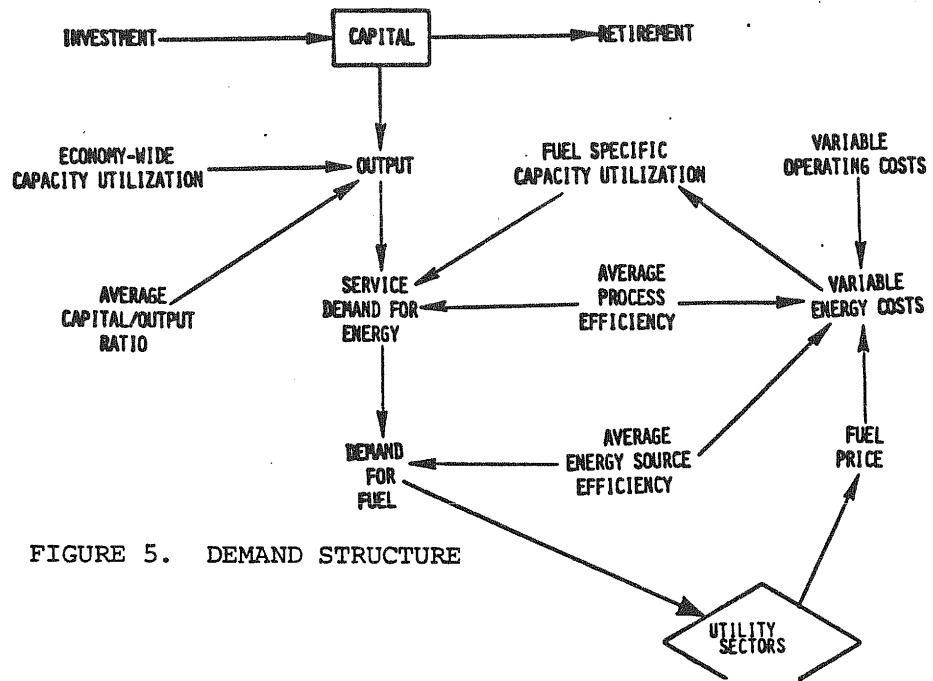 INVESTMENT
CAPITAL
RETIREMENT
ECONOMY-WIDE
CAPACITY UTILIZATION
OUTPUT
FUEL SPECIFIC
CAPACITY UTILIZATION
VARIABLE
OPERATING COSTS
AVERAGE
CAPITAL/OUTPUT
RATIO
SERVICE
DEMAND FOR
ENERGY
AVERAGE
PROCESS
EFFICIENCY
VARIABLE
ENERGY COSTS
DEMAND
FOR
FUEL
AVERAGE
ENERGY SOURCE
EFFICIENCY
FUEL
PRICE
FIGURE 5. DEMAND STRUCTURE
UTILITY
SECTORS